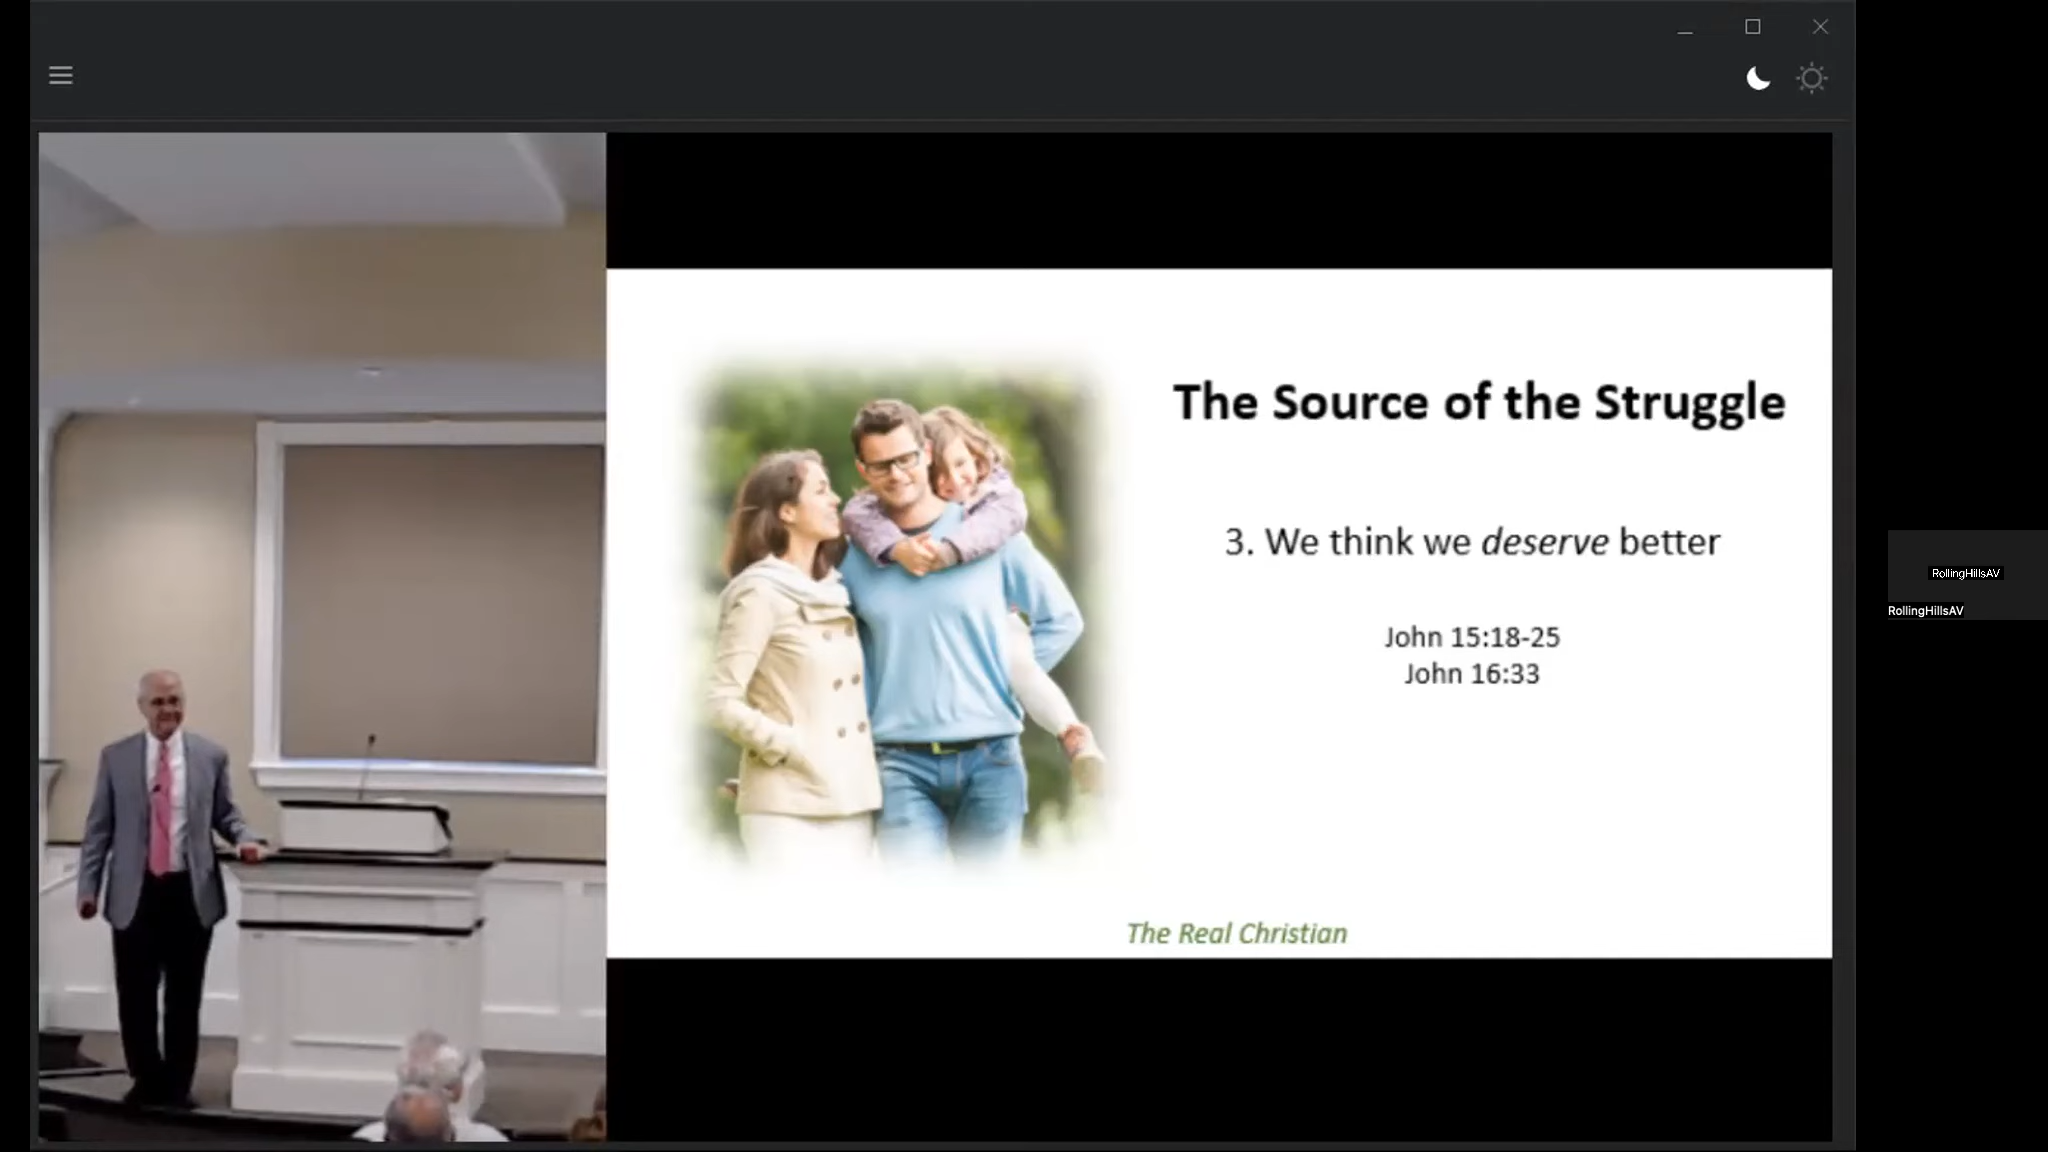 The Source of the Struggle
3. We think we deserve better
John 15:18-25
John 16:33
The Real Christian
RollingHillsAV
RollingHillsAV